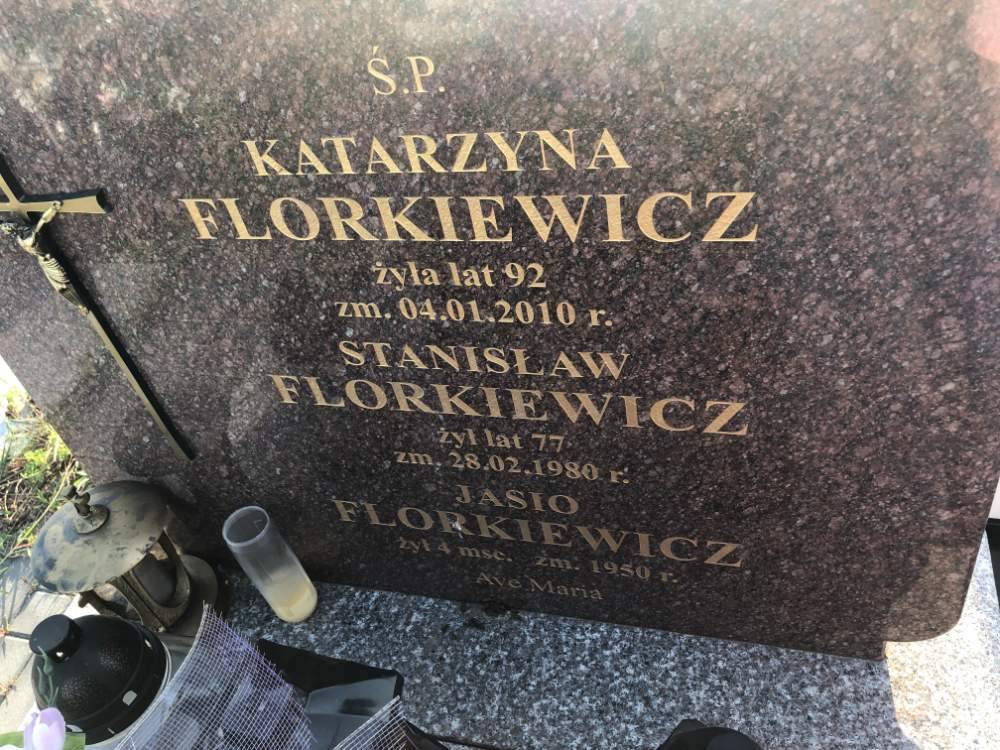 Ś.P.
KATARZYNA
FLORKIEWICZ
żyła lat 92
zm. 04.01.2010 r.
STANISŁAW
FLORKIEWICZ
żył lat 77
zm. 28.02.1980 r.
JASIO
FLORKIEWICZ
żył 4 msc. zm. 1950 r.
Ave Maria